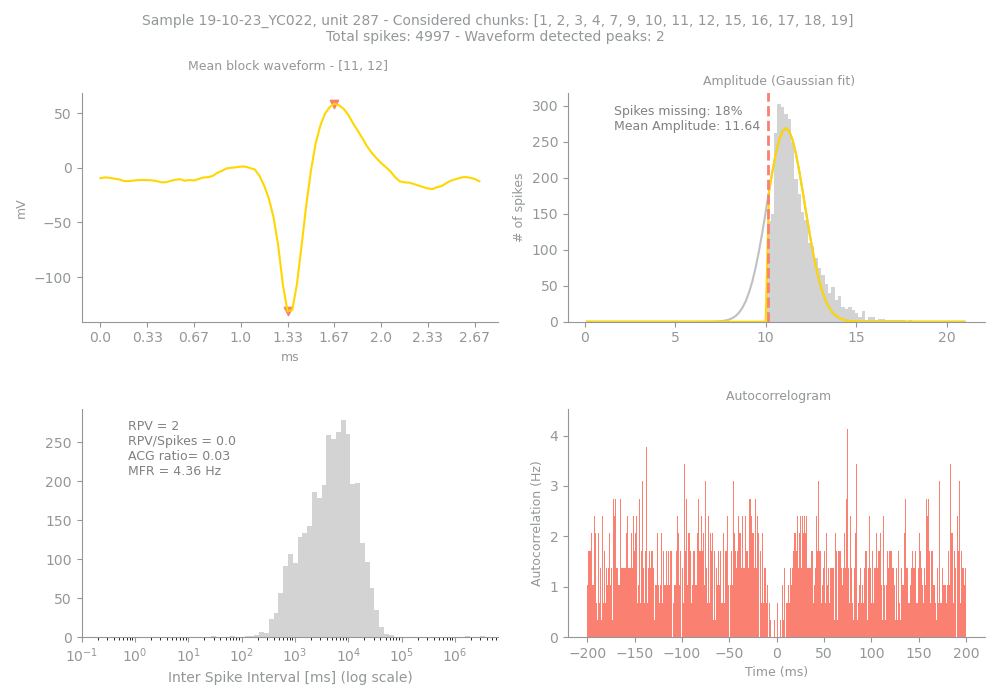 Sample 19-10-23_YC022, unit 287 - Considered chunks: [1, 2, 3, 4, 7, 9, 10, 11, 12, 15, 16, 17, 18, 19]
Total spikes: 4997 - Waveform detected peaks: 2
Mean block waveform - [11, 12]
50
0
−50
−100
mV
0.0 0.33 0.67 1.0 1.33 1.67 2.0 2.33 2.67
ms
Amplitude (Gaussian fit)
Spikes missing: 18%
Mean Amplitude: 11.64
300
250
200
150
100
50
0
# of spikes
0 5 10 15 20
RPV = 2
RPV/Spikes = 0.0
ACG ratio= 0.03
MFR = 4.36 Hz
250
200
150
100
50
0
10⁻¹ 10⁰ 10¹ 10² 10³ 10⁴ 10⁵ 10⁶
Inter Spike Interval [ms] (log scale)
Autocorrelogram
4
3
2
1
0
Autocorrelation (Hz)
−200 −150 −100 −50 0 50 100 150 200
Time (ms)